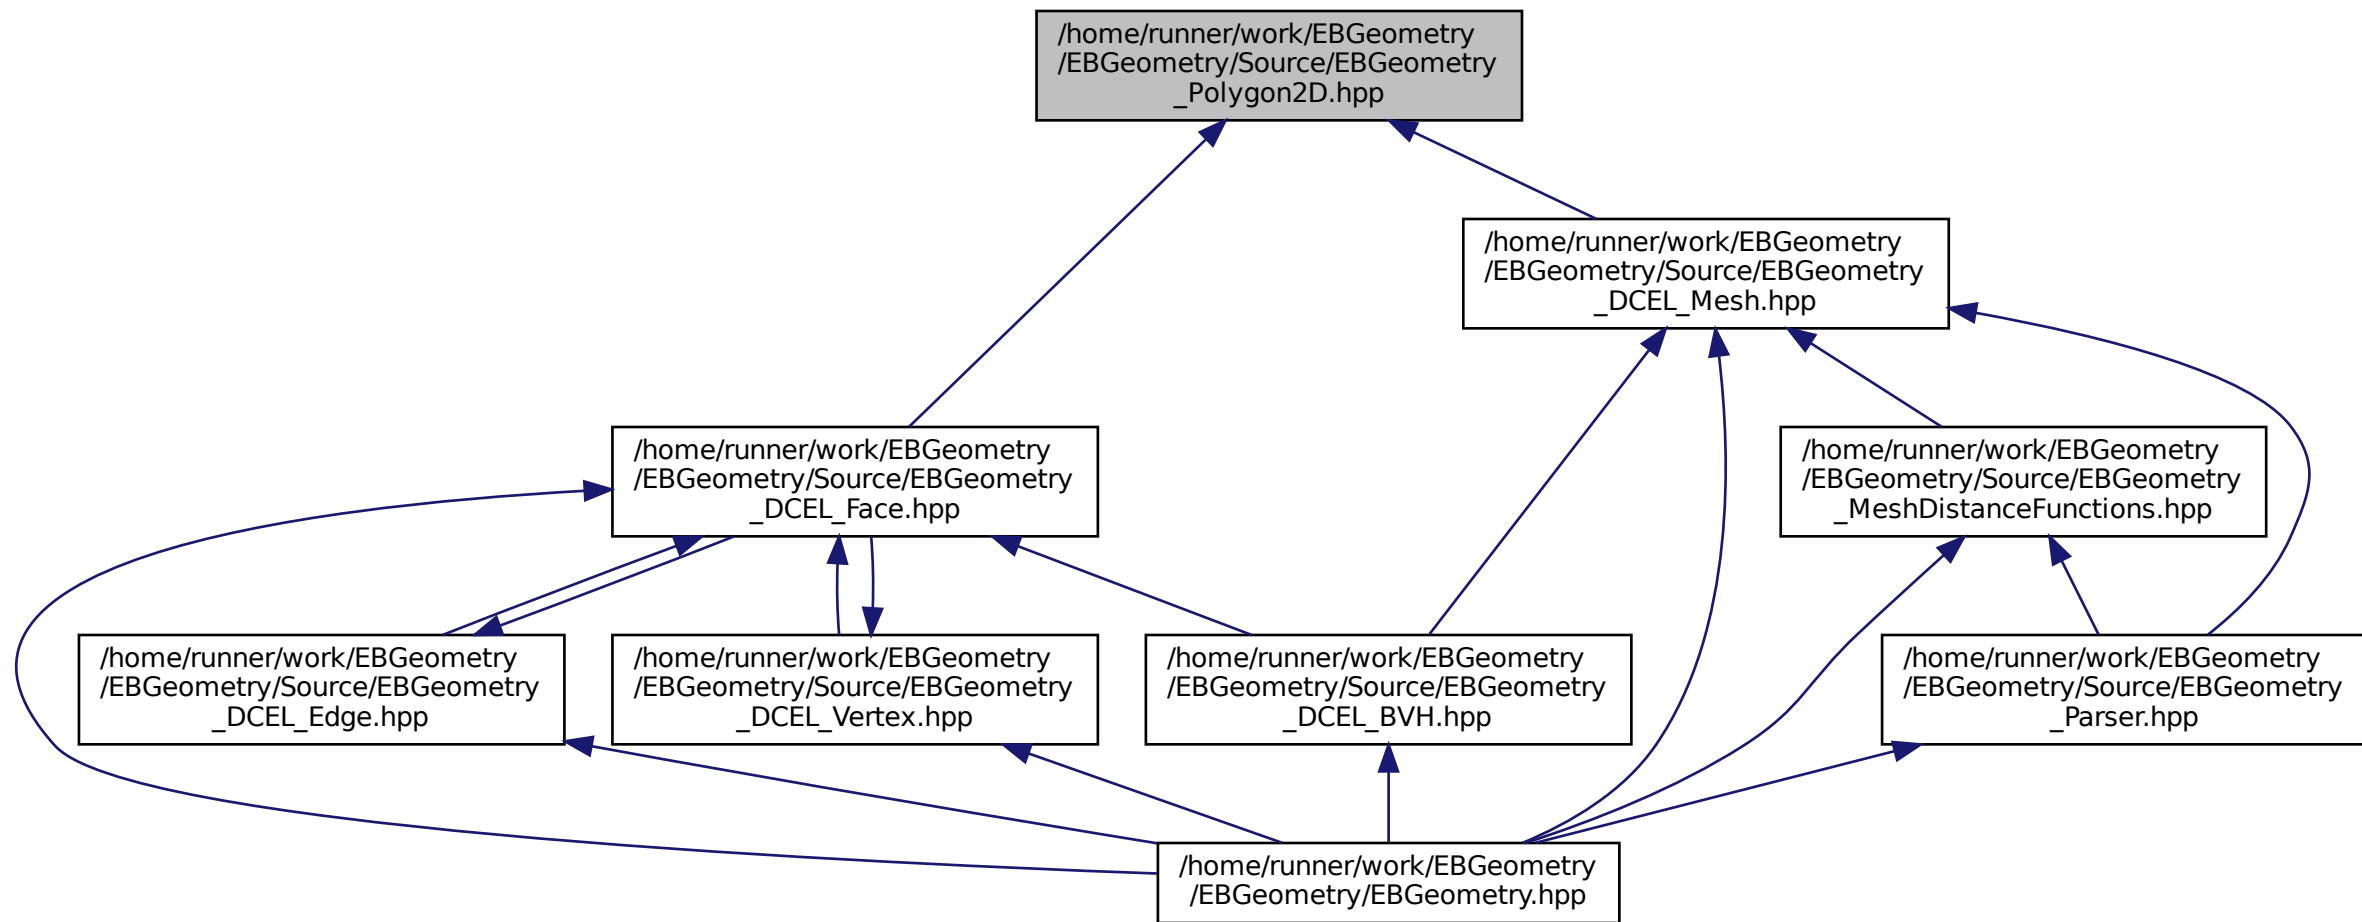 /home/runner/work/EBGeometry
/EBGeometry/Source/EBGeometry
_Polygon2D.hpp
/home/runner/work/EBGeometry
/EBGeometry/Source/EBGeometry
_DCEL_Mesh.hpp
/home/runner/work/EBGeometry
/EBGeometry/Source/EBGeometry
_DCEL_Face.hpp
/home/runner/work/EBGeometry
/EBGeometry/Source/EBGeometry
_MeshDistanceFunctions.hpp
/home/runner/work/EBGeometry
/EBGeometry/Source/EBGeometry
_DCEL_Edge.hpp
/home/runner/work/EBGeometry
/EBGeometry/Source/EBGeometry
_DCEL_Vertex.hpp
/home/runner/work/EBGeometry
/EBGeometry/Source/EBGeometry
_DCEL_BVH.hpp
/home/runner/work/EBGeometry
/EBGeometry/Source/EBGeometry
_Parser.hpp
/home/runner/work/EBGeometry
/EBGeometry/EBGeometry.hpp